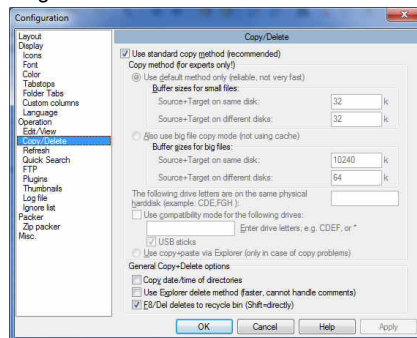 Configuration
Layout
Display
Icons
Font
Color
Tabstops
Folder Tabs
Custom columns
Language
Operation
Edit/View
Copy/Delete
Refresh
Quick Search
FTP
Plugins
Thumbnails
Log file
Ignore list
Packer
Zip packer
Misc.
Copy/Delete
Use standard copy method (recommended)
Copy method (for experts only!)
Use default method only (reliable, not very fast)
Buffer sizes for small files:
Source+Target on same disk: 32 k
Source+Target on different disks: 32 k
Also use big file copy mode (not using cache)
Buffer sizes for big files:
Source+Target on same disk: 10240 k
Source+Target on different disks: 64 k
The following drive letters are on the same physical
harddisk (example: CDE,FGH ):
Use compatibility mode for the following drives:
Enter drive letters, e.g. CDEF, or *
USB sticks
Use copy+paste via Explorer (only in case of copy problems)
General Copy+Delete options
Copy date/time of directories
Use Explorer delete method (faster, cannot handle comments)
F8/Del deletes to recycle bin (Shift=directly)
OK Cancel Help Apply